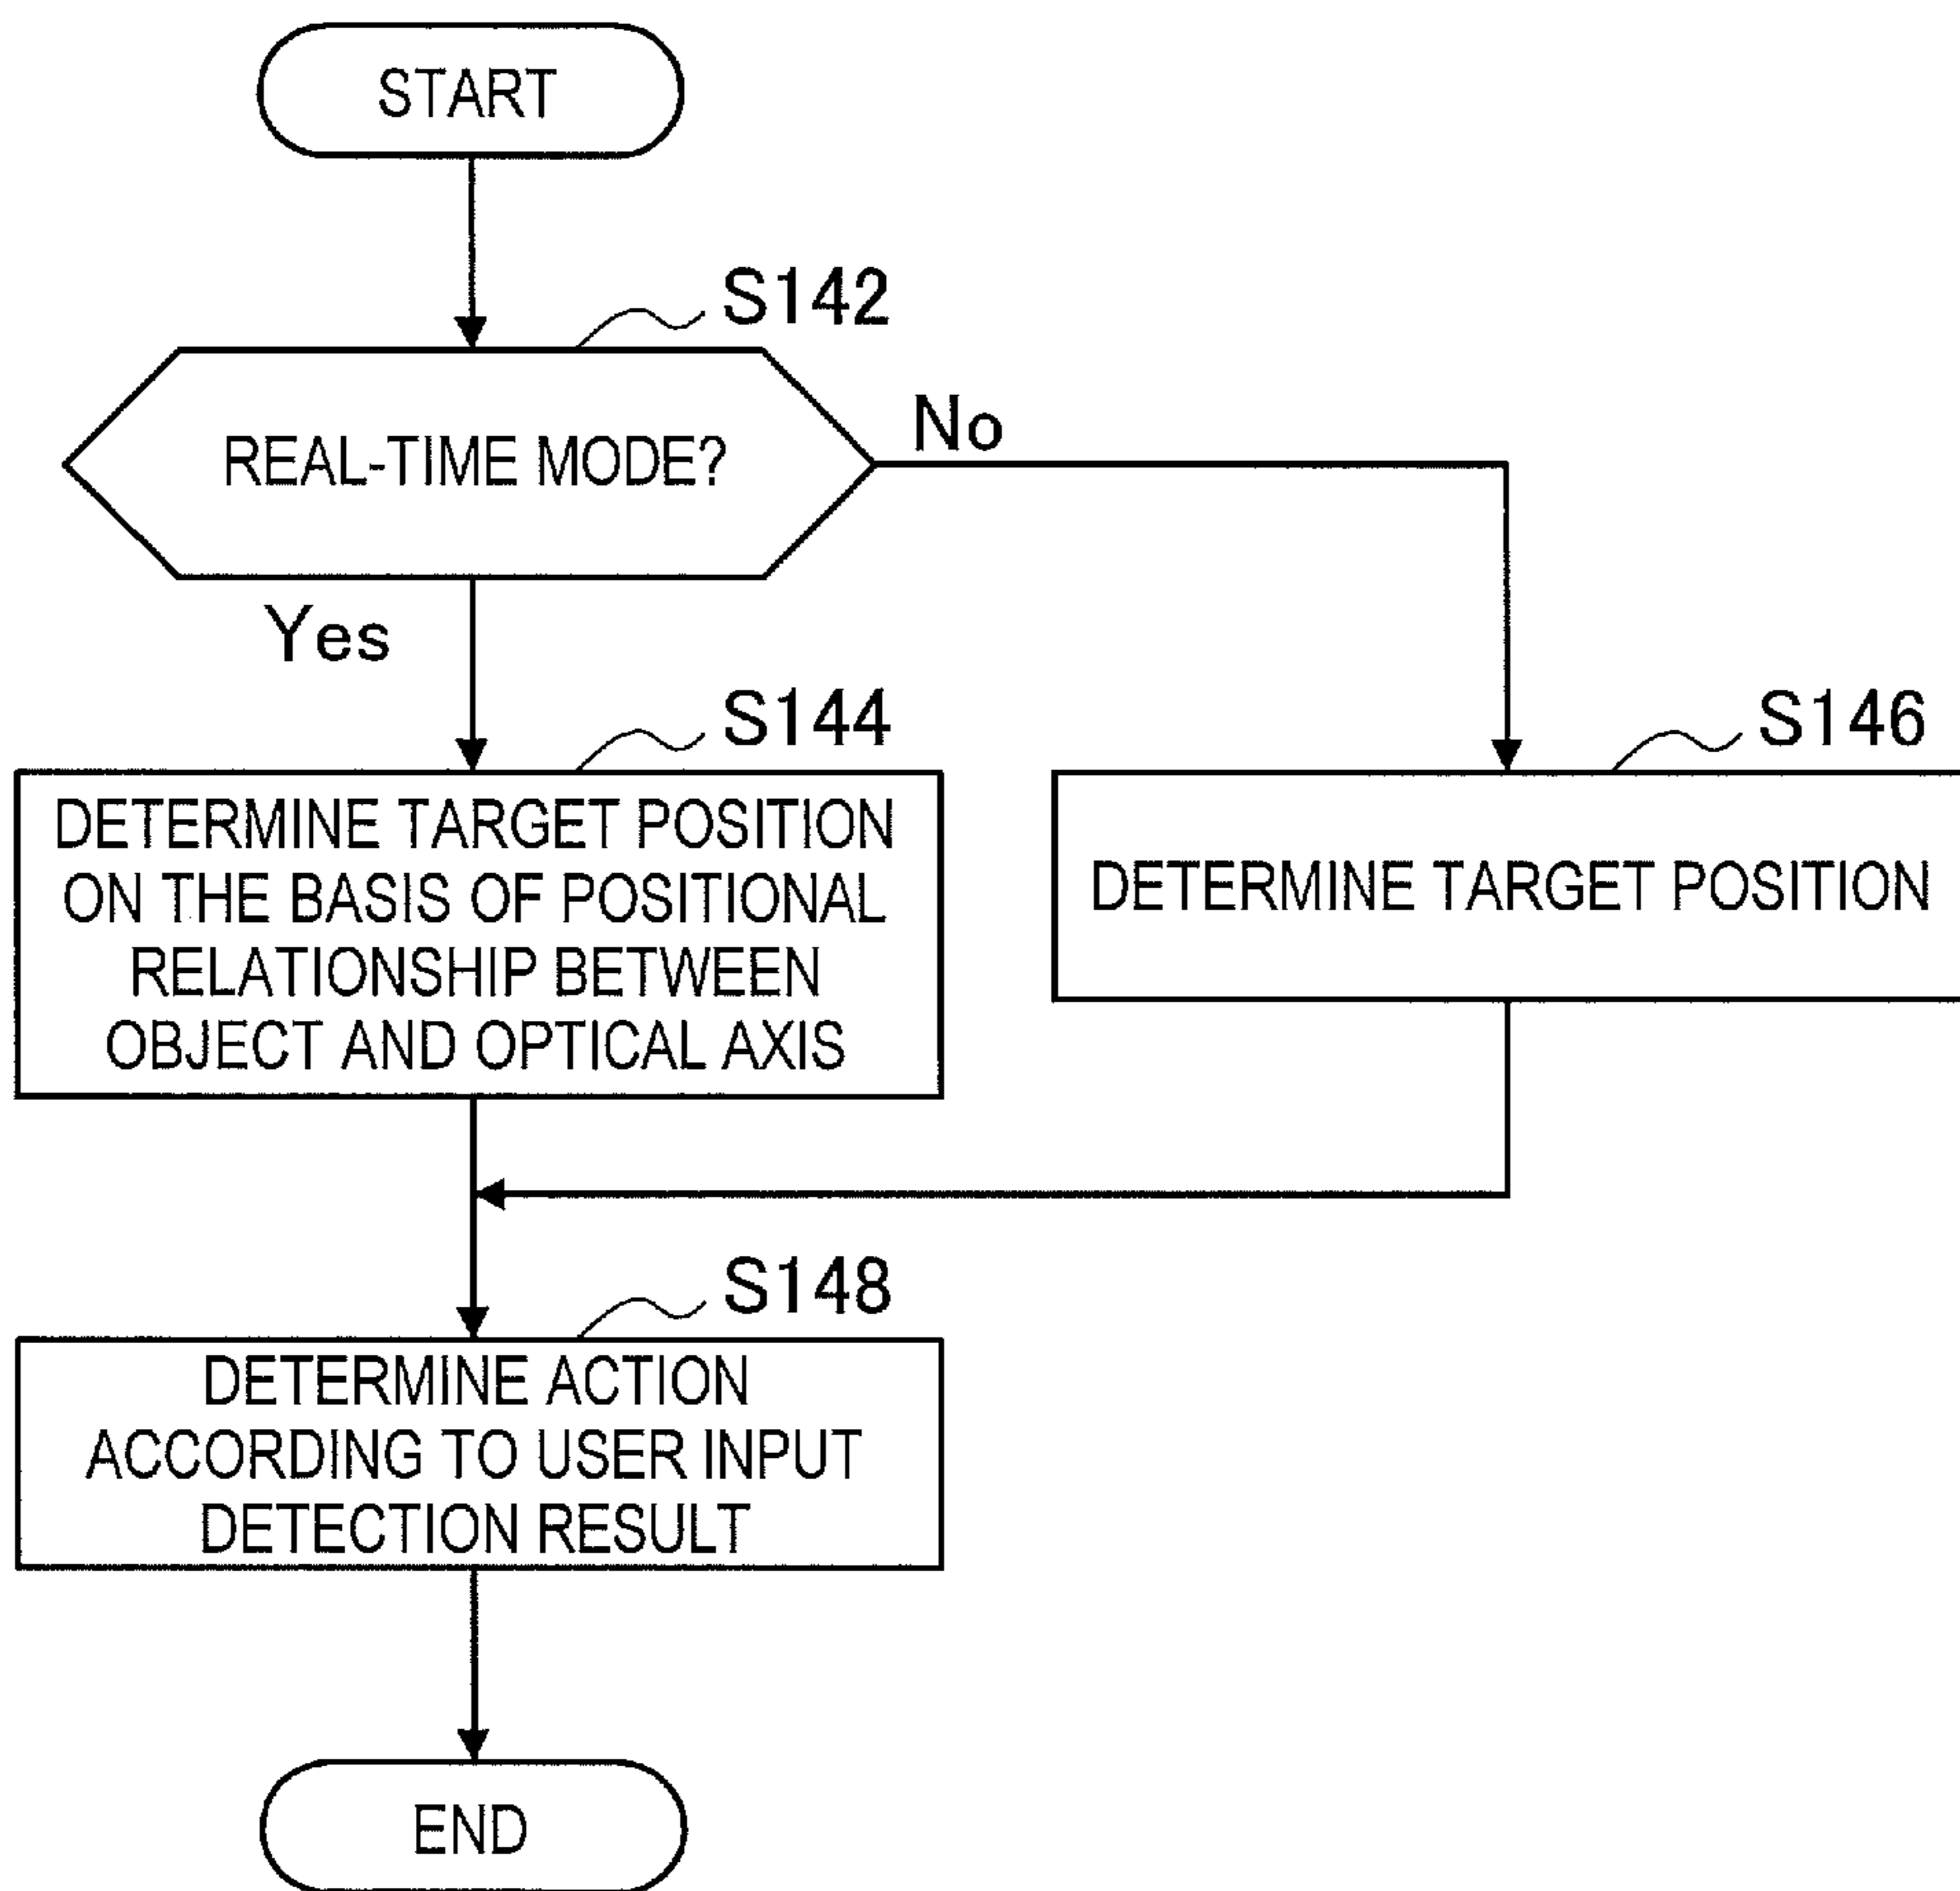 START
S142
REAL-TIME MODE?
No
Yes
S144
DETERMINE TARGET POSITION
ON THE BASIS OF POSITIONAL
RELATIONSHIP BETWEEN
OBJECT AND OPTICAL AXIS
S146
DETERMINE TARGET POSITION
S148
DETERMINE ACTION
ACCORDING TO USER INPUT
DETECTION RESULT
END